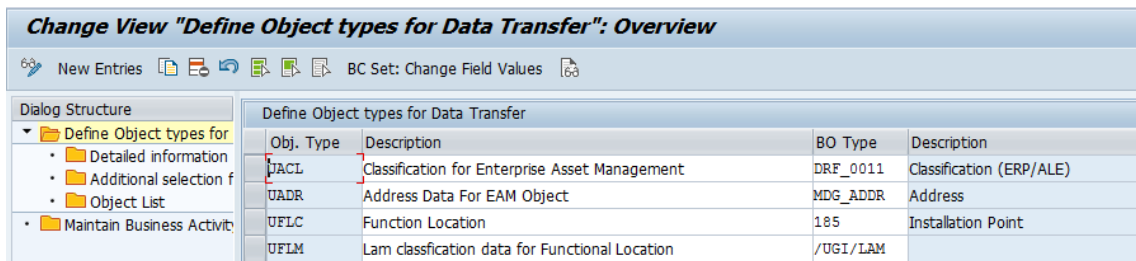 Change View "Define Object types for Data Transfer": Overview
New Entries BC Set: Change Field Values
Dialog Structure
Define Object types for
Detailed information
Additional selection f
Object List
Maintain Business Activit
Define Object types for Data Transfer
Obj. Type Description BO Type Description
UACL Classification for Enterprise Asset Management DRF_0011 Classification (ERP/ALE)
UADR Address Data For EAM Object MDG_ADDR Address
UFLC Function Location 185 Installation Point
UFLM Lam classfication data for Functional Location /UGI/LAM